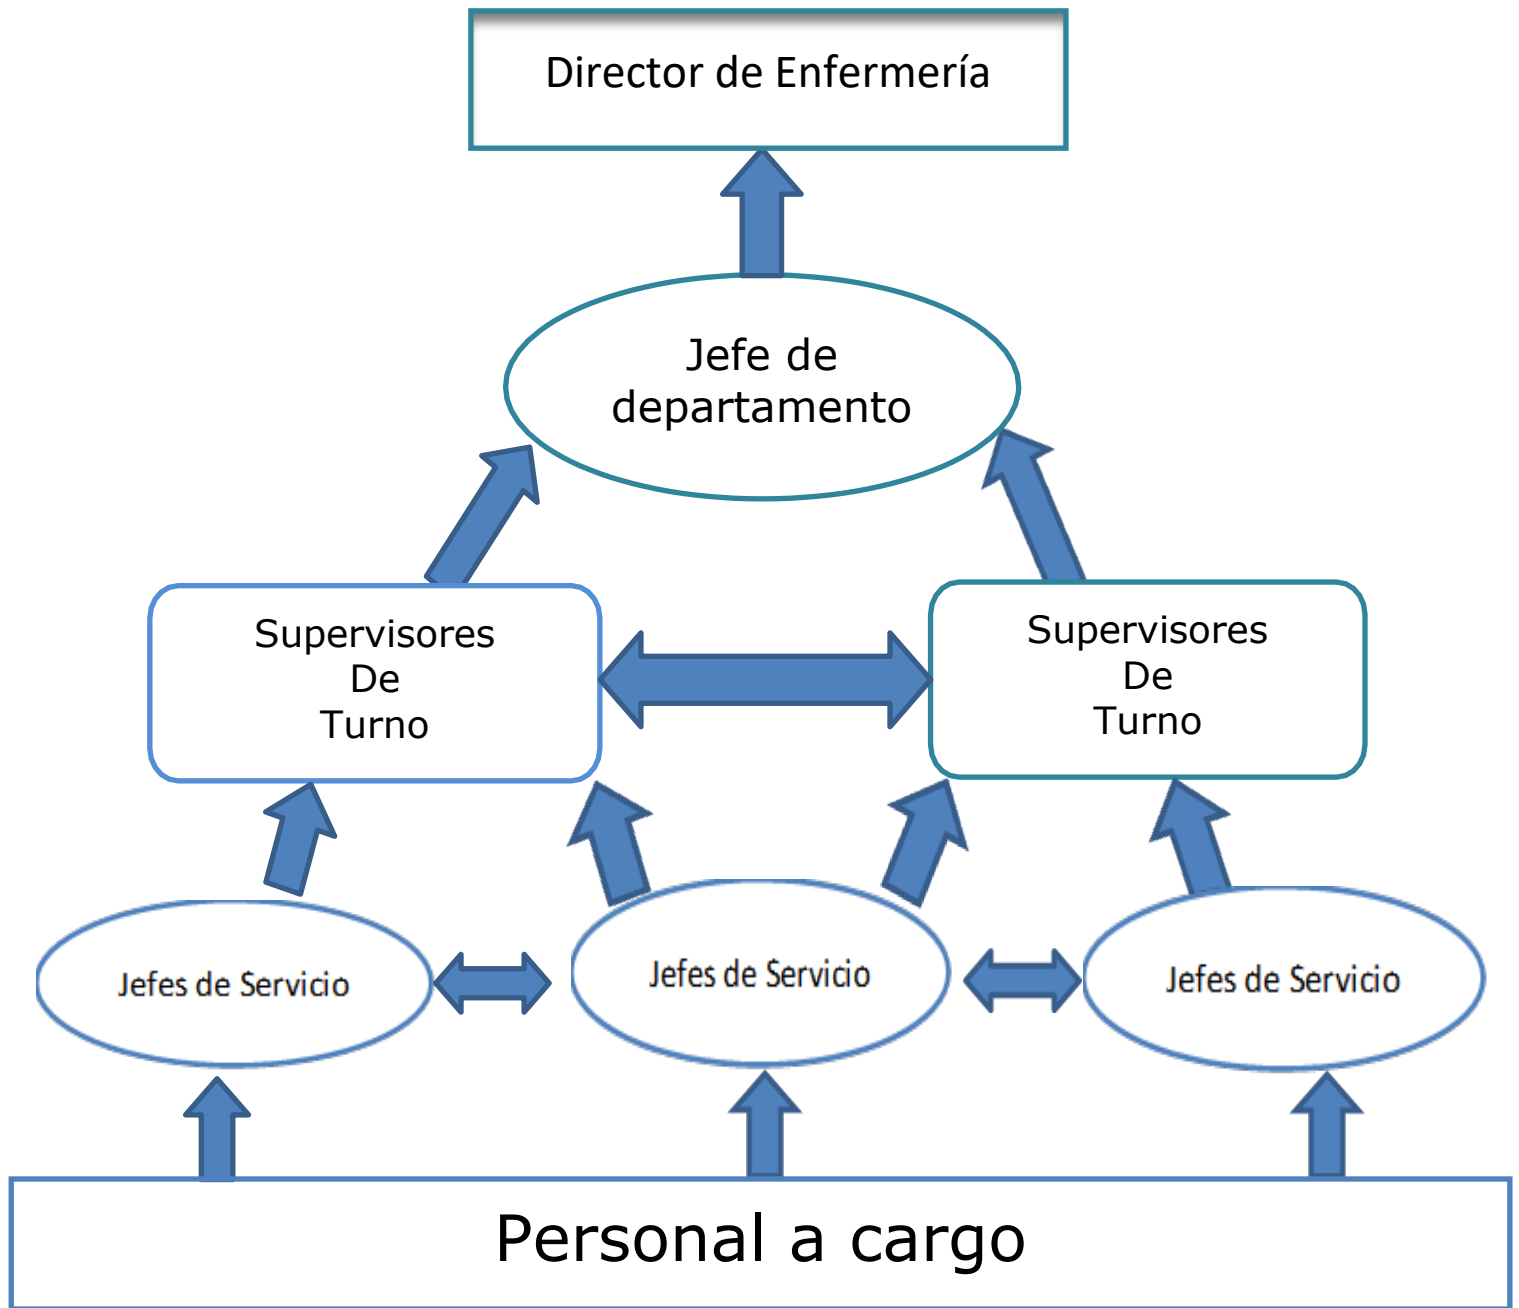 Director de Enfermería
Jefe de
departamento
Supervisores
De
Turno
Supervisores
De
Turno
Jefes de Servicio
Jefes de Servicio
Jefes de Servicio
Personal a cargo